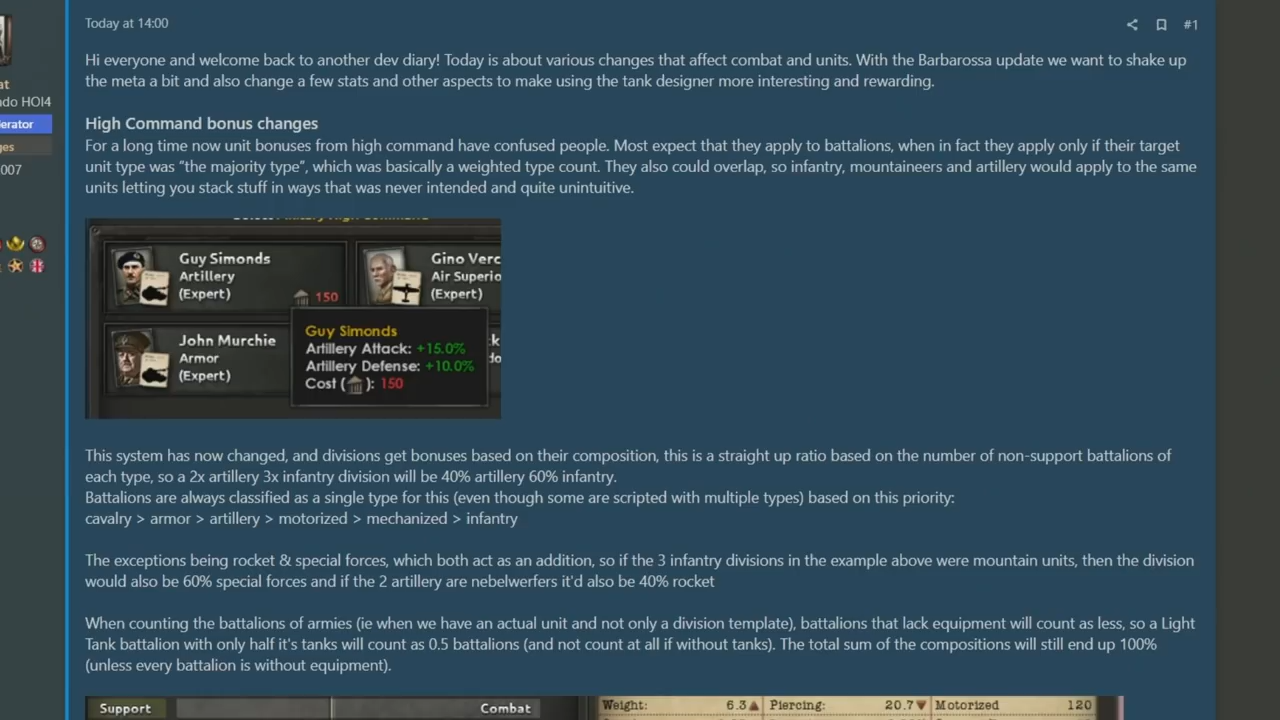 Today at 14:00
#1
at
ndo HOI4
erator
ges
007
Hi everyone and welcome back to another dev diary! Today is about various changes that affect combat and units. With the Barbarossa update we want to shake up
the meta a bit and also change a few stats and other aspects to make using the tank designer more interesting and rewarding.
High Command bonus changes
For a long time now unit bonuses from high command have confused people. Most expect that they apply to battalions, when in fact they apply only if their target
unit type was “the majority type”, which was basically a weighted type count. They also could overlap, so infantry, mountaineers and artillery would apply to the same
units letting you stack stuff in ways that was never intended and quite unintuitive.
Guy Simonds
Artillery
(Expert)
150
Gino Verc
Air Superio
(Expert)
John Murchie
Armor
(Expert)
Guy Simonds
Artillery Attack: +15.0%
Artillery Defense: +10.0%
Cost ( ): 150
This system has now changed, and divisions get bonuses based on their composition, this is a straight up ratio based on the number of non-support battalions of
each type, so a 2x artillery 3x infantry division will be 40% artillery 60% infantry.
Battalions are always classified as a single type for this (even though some are scripted with multiple types) based on this priority:
cavalry > armor > artillery > motorized > mechanized > infantry
The exceptions being rocket & special forces, which both act as an addition, so if the 3 infantry divisions in the example above were mountain units, then the division
would also be 60% special forces and if the 2 artillery are nebelwerfers it'd also be 40% rocket
When counting the battalions of armies (ie when we have an actual unit and not only a division template), battalions that lack equipment will count as less, so a Light
Tank battalion with only half it's tanks will count as 0.5 battalions (and not count at all if without tanks). The total sum of the compositions will still end up 100%
(unless every battalion is without equipment).
Support
Combat
Weight: 6.3
Piercing: 20.7
Motorized 120